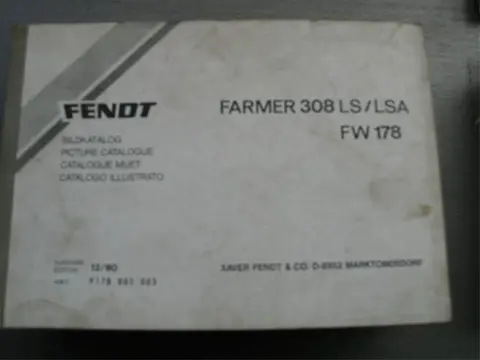 FENDT
FARMER 308 LS/LSA
FW 178
BILDKATALOG
PICTURE CATALOGUE
CATALOGUE MUET
CATALOGO ILLUSTRATO
12/80
XAVER FENDT & CO. D-8952 MARKTOBERDORF